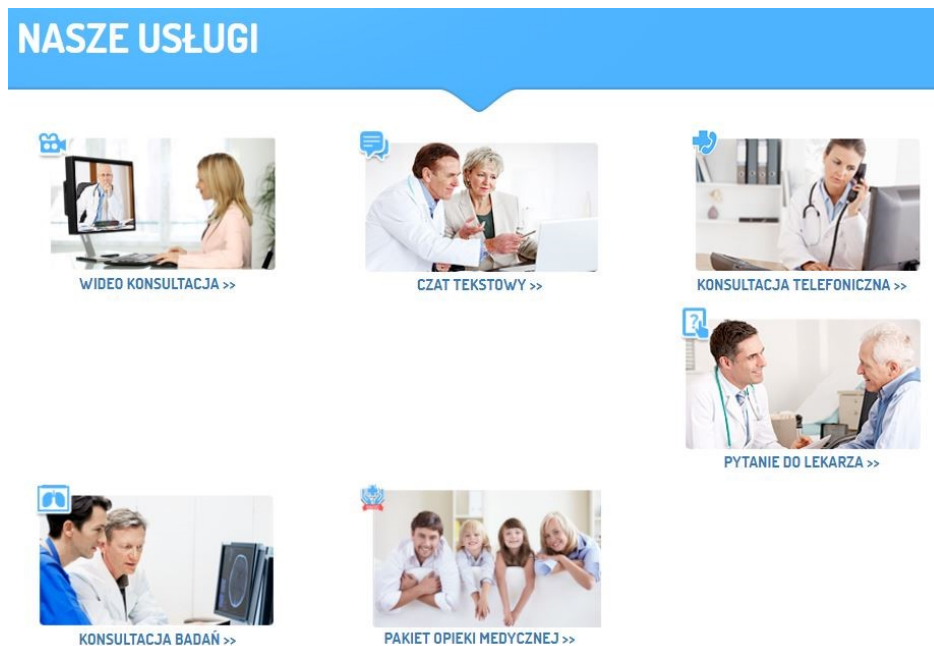 NASZE USŁUGI
WIDEO KONSULTACJA >>
CZAT TEKSTOWY >>
KONSULTACJA TELEFONICZNA >>
PYTANIE DO LEKARZA >>
KONSULTACJA BADAŃ >>
PAKIET OPIEKI MEDYCZNEJ >>